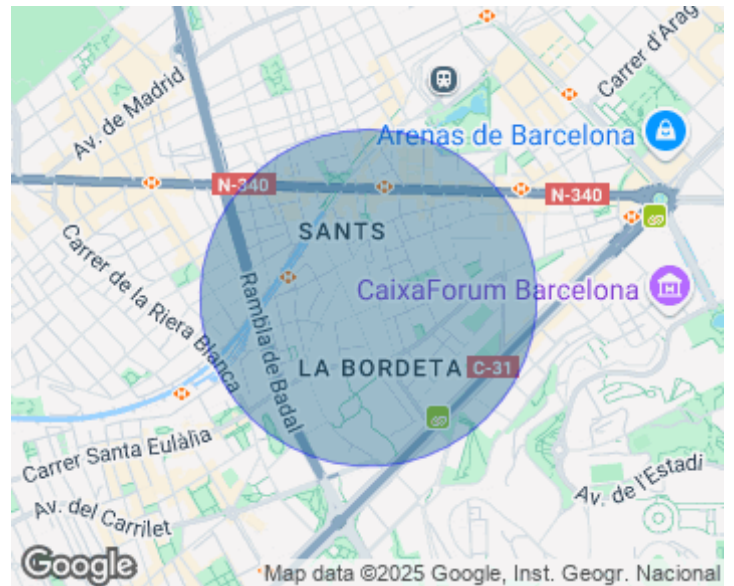 Carrer d'Arag
Av. de Madrid
Arenas de Barcelona
N-340
N-340
SANTS
Carrer de la Riera Blanca
CaixaForum Barcelona
Rambla de Badal
LA BORDETA
C-31
Carrer Santa Eulàlia
Av. de l'Estadi
Av. del Carrilet
Google
Map data ©2025 Google, Inst. Geogr. Nacional